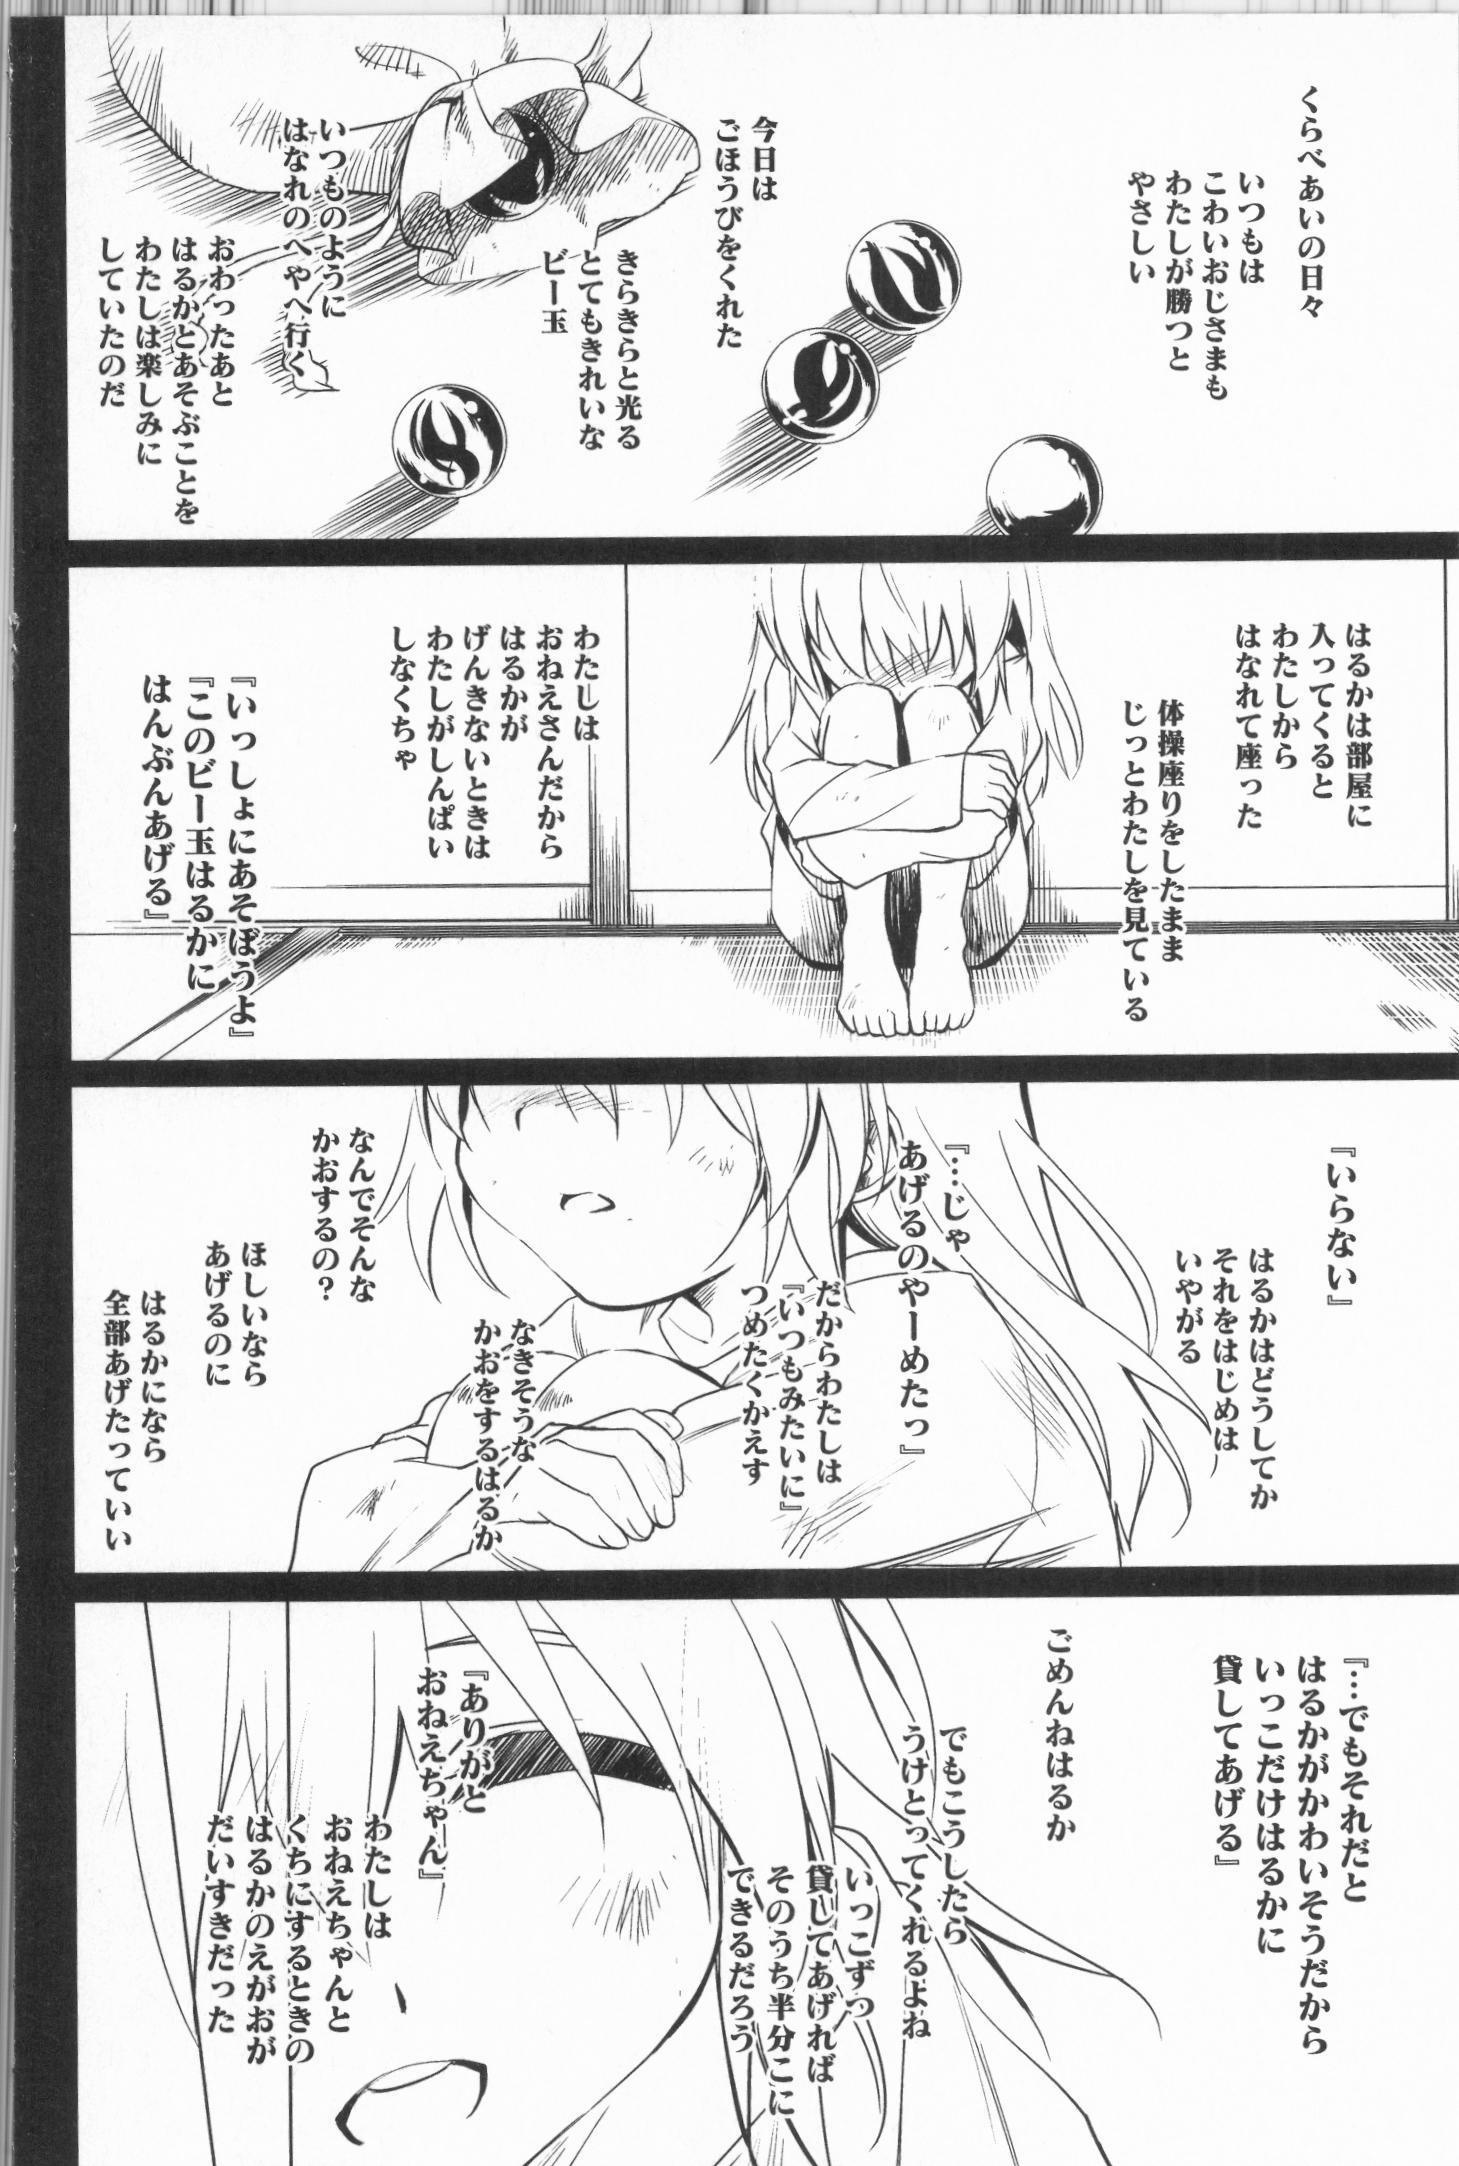 くらべあいの日々
いつもは
こわいおじさまも
わたしが勝つと
やさしい
今日は
ごほうびをくれた
きらきらと光る
とてもきれいな
ビー玉
いつものように
はなれのへやへ行く
おわったあと
はるかとあそぶことを
わたしは楽しみに
していたのだ
はるかは部屋に
入ってくると
わたしから
はなれて座った
体操座りをしたまま
じっとわたしを見ている
わたしは
おねえさんだから
はるかが
げんきないときは
わたしがしんぱい
しなくちゃ
『いっしょにあそぼうよ』
『このビー玉はるかに
はんぶんあげる』
『いらない』
はるかはどうしてか
それをはじめは
いやがる
『…じゃ
あげるのやーめたっ』
だからわたしは
『いつもみたいに』
つめたくかえす
なきそうな
かおをするはるか
なんでそんな
かおするの？
ほしいなら
あげるのに
はるかになら
全部あげたっていい
『…でもそれだと
はるかがかわいそうだから
いっこだけはるかに
貸してあげる』
ごめんねはるか
でもこうしたら
うけとってくれるよね
いっこずつ
貸してあげれば
そのうち半分こに
できるだろう
『ありがと
おねえちゃん』
わたしは
おねえちゃんと
くちにするときの
はるかのえがおが
だいすきだった